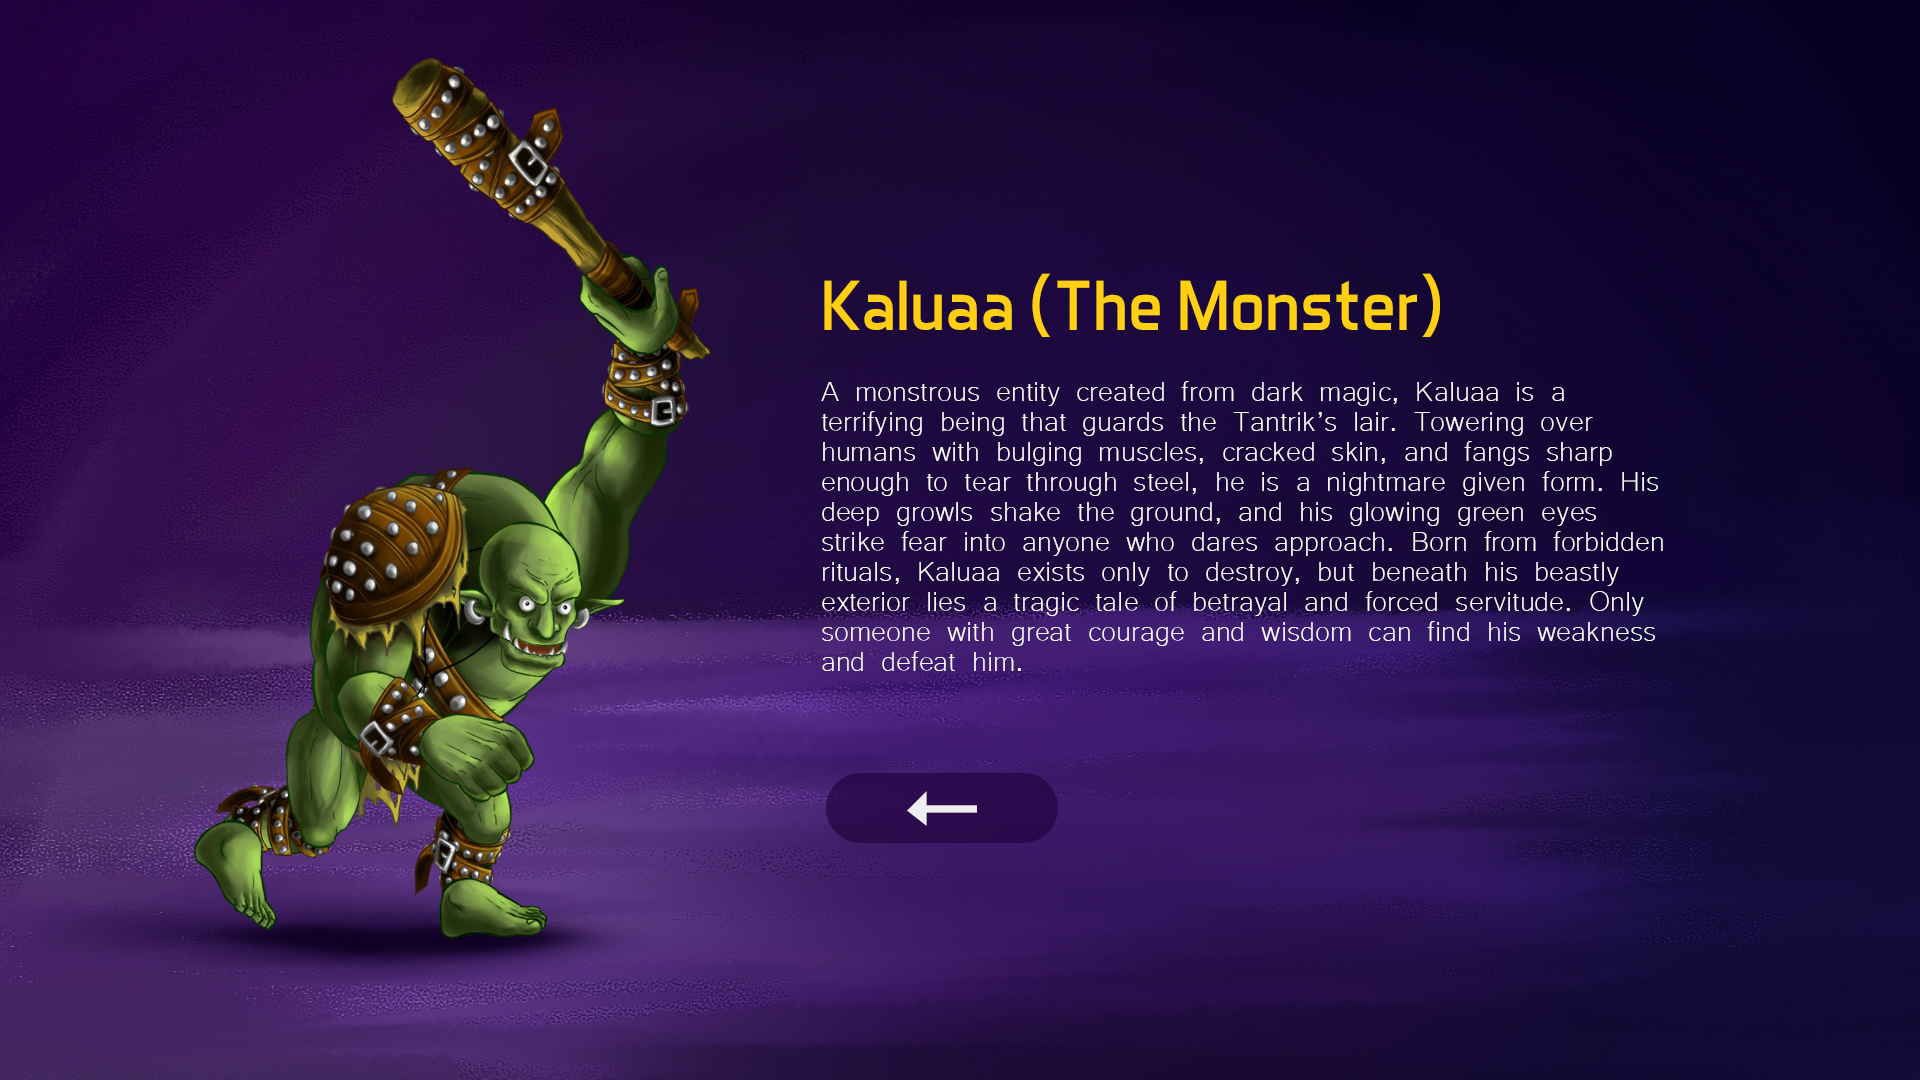 Kaluaa (The Monster)
A monstrous entity created from dark magic, Kaluaa is a
terrifying being that guards the Tantrik’s lair. Towering over
humans with bulging muscles, cracked skin, and fangs sharp
enough to tear through steel, he is a nightmare given form. His
deep growls shake the ground, and his glowing green eyes
strike fear into anyone who dares approach. Born from forbidden
rituals, Kaluaa exists only to destroy, but beneath his beastly
exterior lies a tragic tale of betrayal and forced servitude. Only
someone with great courage and wisdom can find his weakness
and defeat him.